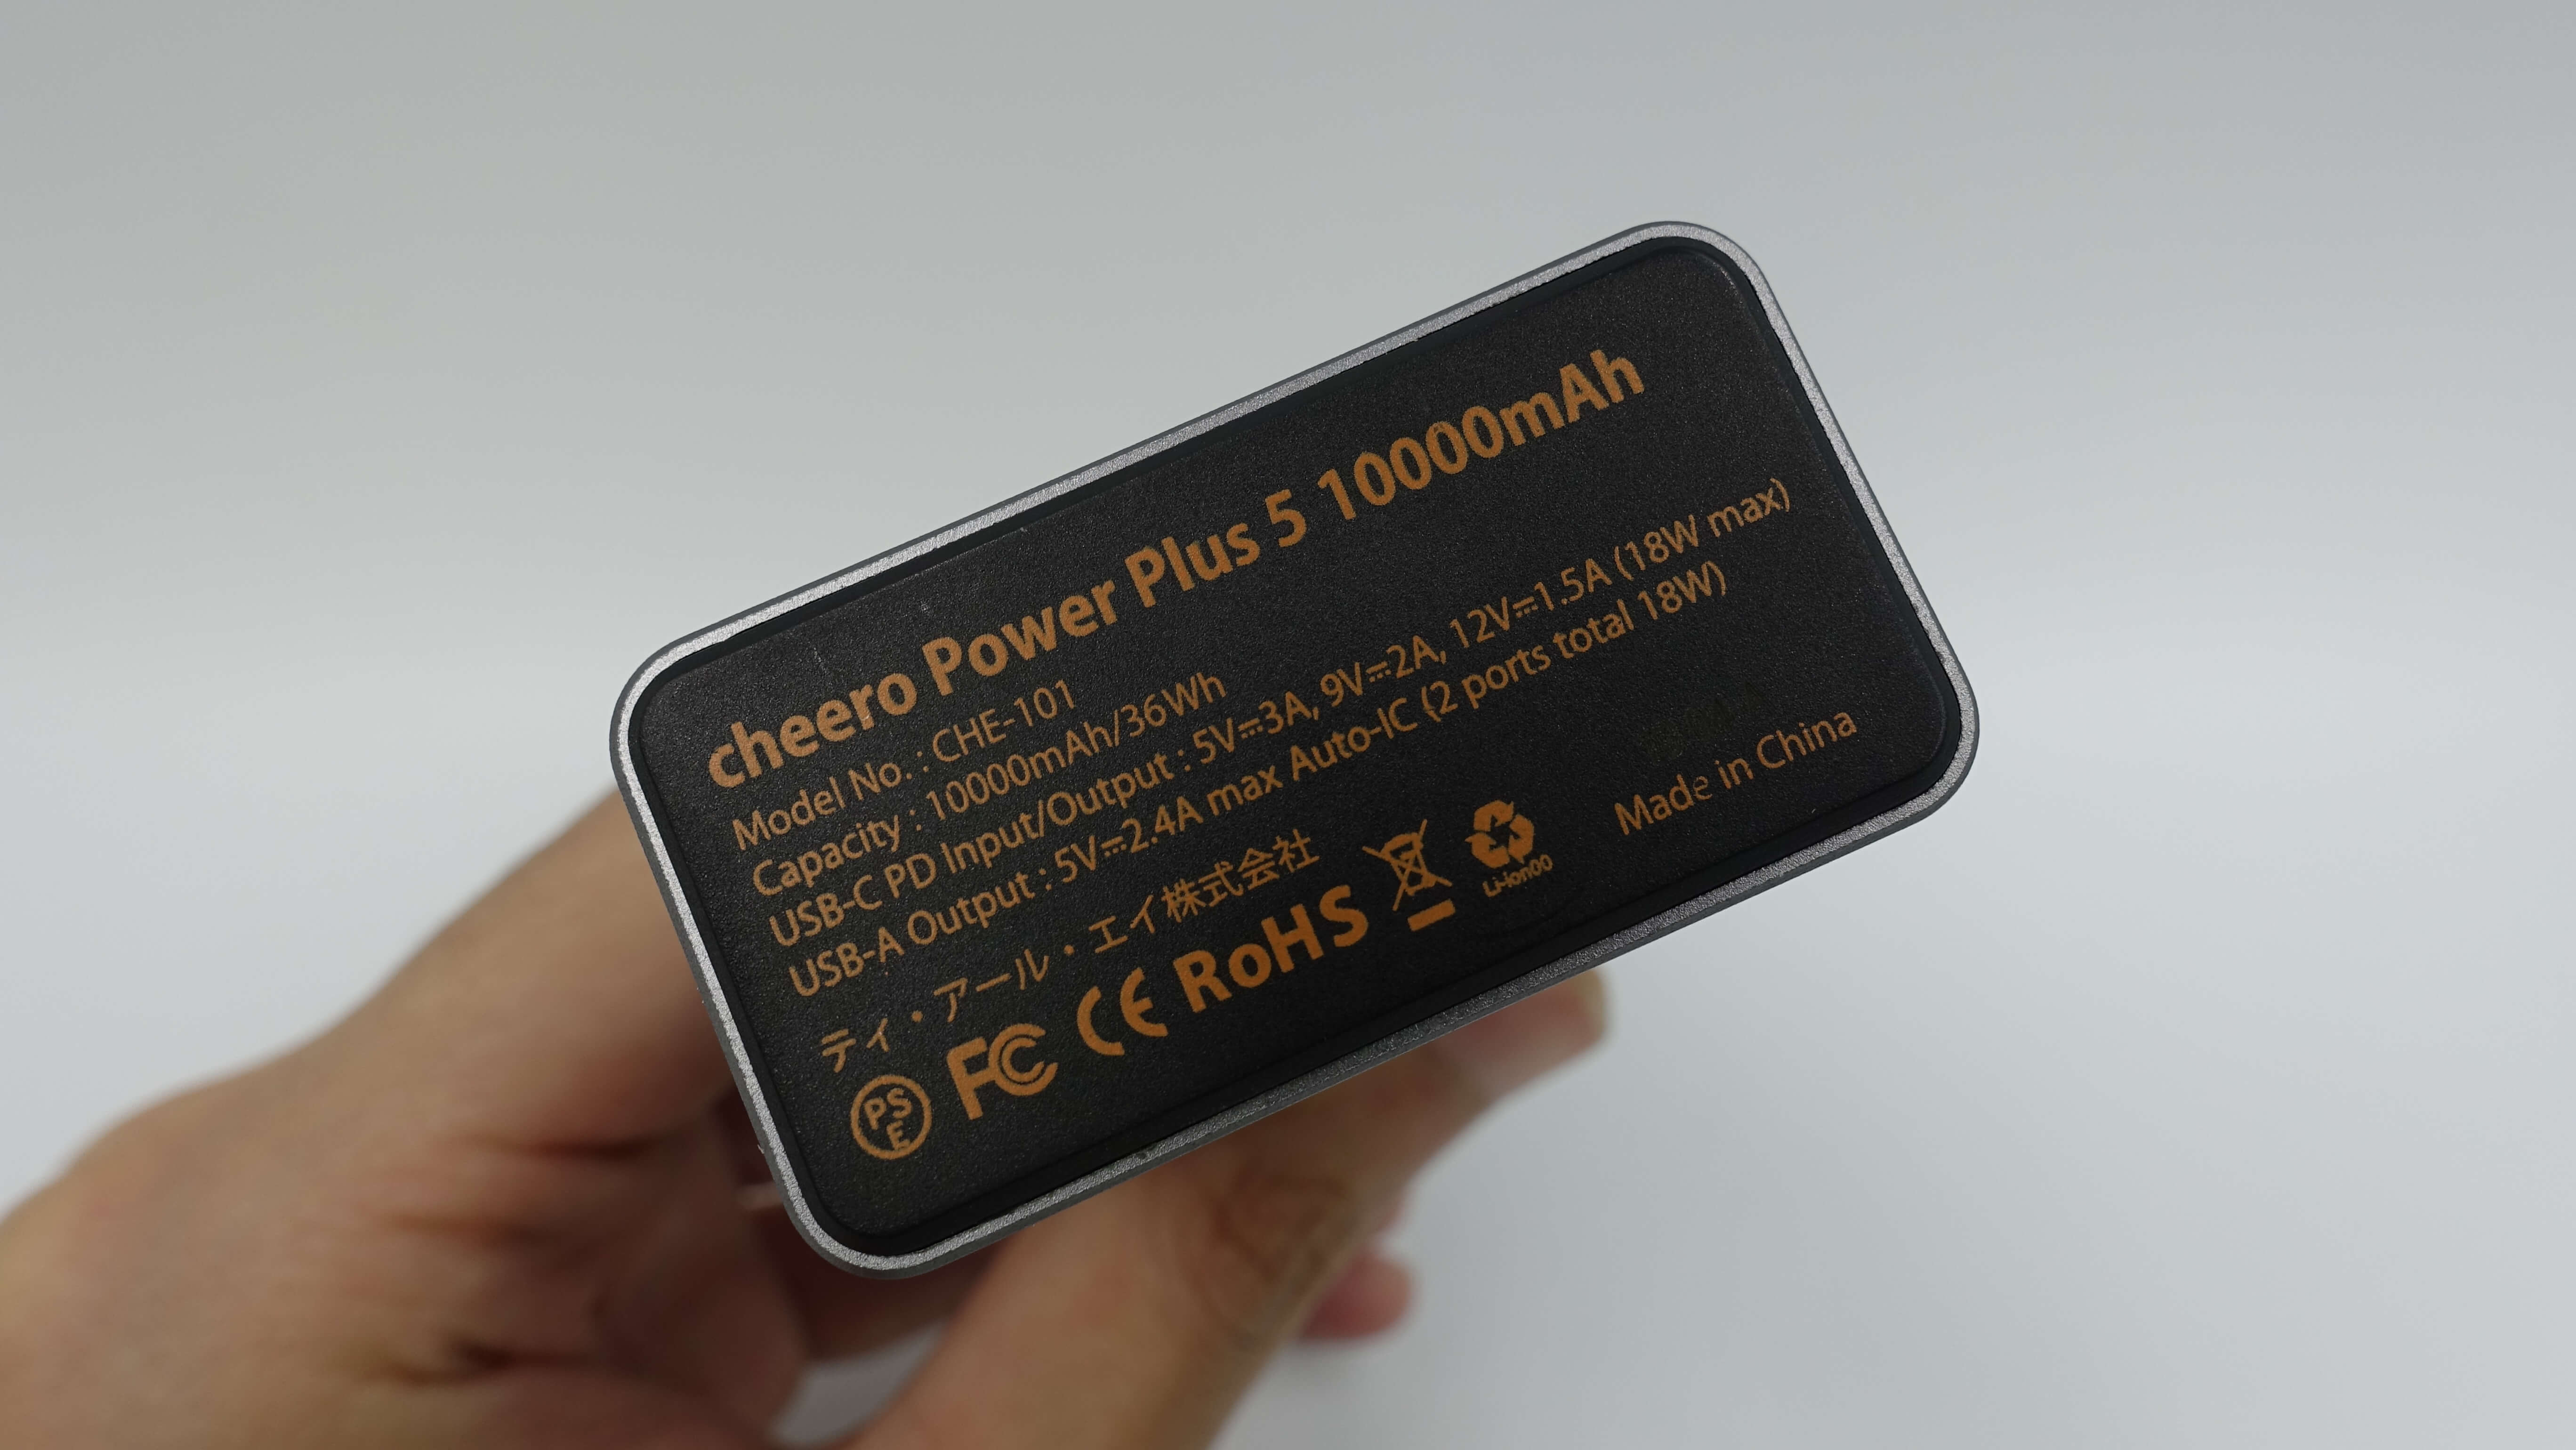 cheero Power Plus 5 10000mAh
Model No. : CHE-101
Capacity : 10000mAh/36Wh
USB-C PD Input/Output : 5V⎓3A, 9V⎓2A, 12V⎓1.5A (18W max)
USB-A Output : 5V⎓2.4A max Auto-IC (2 ports total 18W)
ティ・アール・エイ株式会社
PSE FC CE RoHS
Li-ion00
Made in China